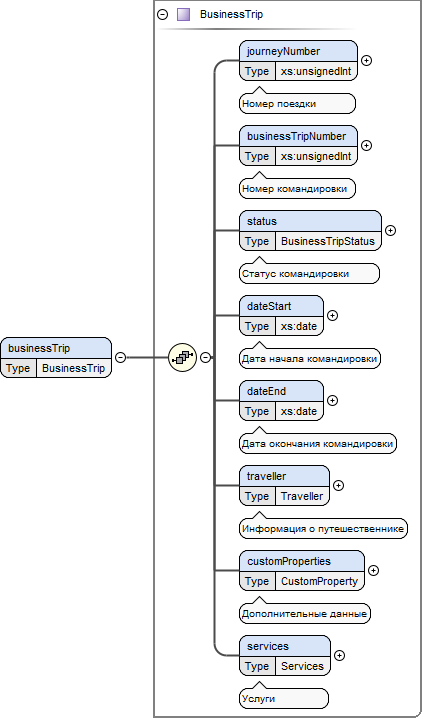 BusinessTrip
journeyNumber
Type xs:unsignedInt
Номер поездки
businessTripNumber
Type xs:unsignedInt
Номер командировки
status
Type BusinessTripStatus
Статус командировки
dateStart
Type xs:date
Дата начала командировки
businessTrip
Type BusinessTrip
dateEnd
Type xs:date
Дата окончания командировки
traveller
Type Traveller
Информация о путешественнике
customProperties
Type CustomProperty
Дополнительные данные
services
Type Services
Услуги